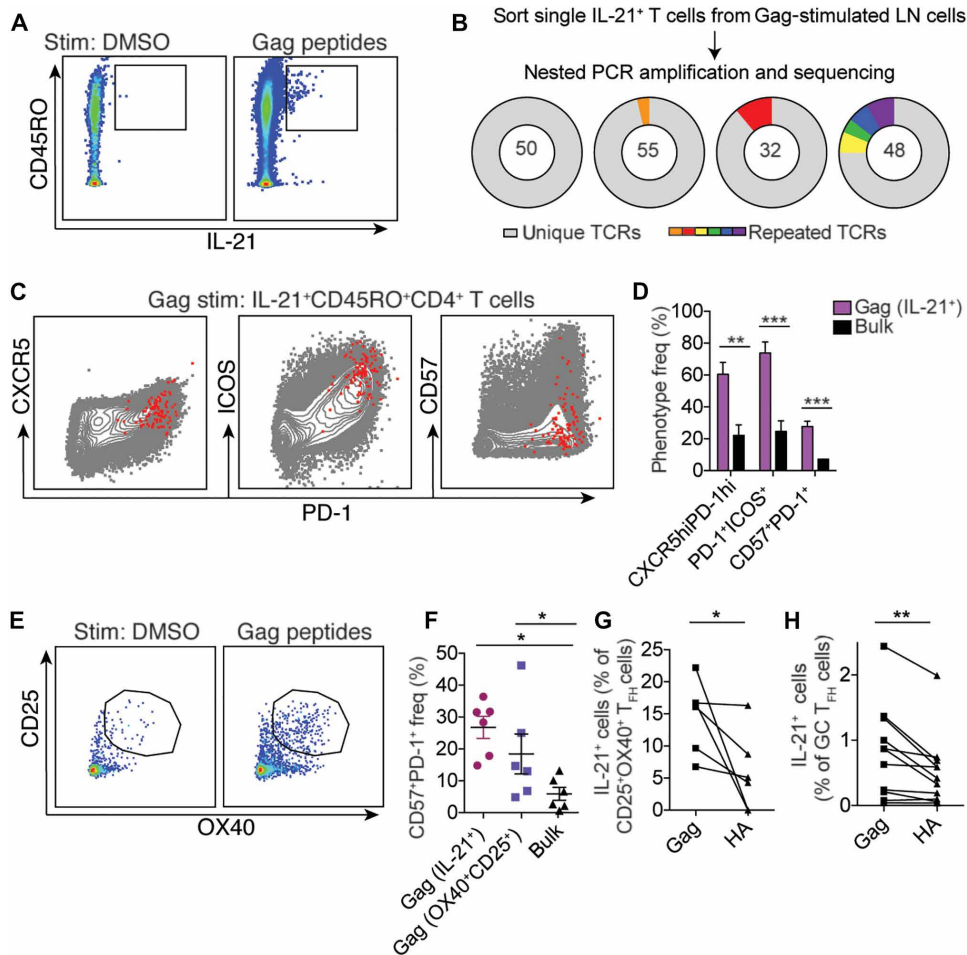 A
Stim: DMSO
Gag peptides
CD45RO
IL-21
B
Sort single IL-21+ T cells from Gag-stimulated LN cells
Nested PCR amplification and sequencing
50
55
32
48
Unique TCRs
Repeated TCRs
C
Gag stim: IL-21+CD45RO+CD4+ T cells
CXCR5
ICOS
CD57
PD-1
D
Gag (IL-21+)
Bulk
Phenotype freq (%)
100
80
60
40
20
0
**
***
***
CXCR5hiPD-1hi
PD-1+ICOS+
CD57+PD-1+
E
Stim: DMSO
Gag peptides
CD25
OX40
F
CD57+PD-1+ freq (%)
50
40
30
20
10
0
*
*
Gag (IL-21+)
Gag (OX40+CD25+)
Bulk
G
IL-21+ cells (% of
CD25+OX40+ TFH cells)
25
20
15
10
5
0
*
Gag
HA
H
IL-21+ cells
(% of GC TFH cells)
2
1
0
**
Gag
HA